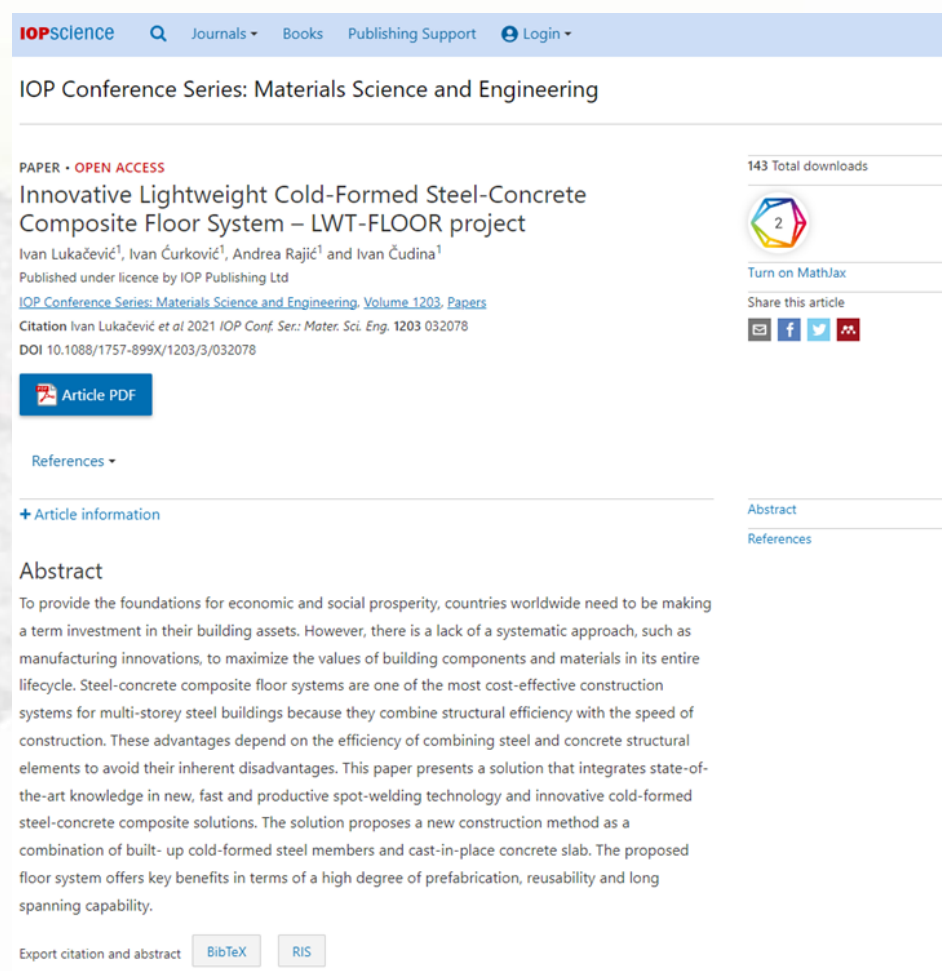 IOPscience Journals Books Publishing Support Login
IOP Conference Series: Materials Science and Engineering
PAPER • OPEN ACCESS
Innovative Lightweight Cold-Formed Steel-Concrete
Composite Floor System – LWT-FLOOR project
Ivan Lukačević1, Ivan Ćurković1, Andrea Rajić1 and Ivan Čudina1
Published under licence by IOP Publishing Ltd
IOP Conference Series: Materials Science and Engineering, Volume 1203, Papers
Citation Ivan Lukačević et al 2021 IOP Conf. Ser.: Mater. Sci. Eng. 1203 032078
DOI 10.1088/1757-899X/1203/3/032078
Article PDF
References
+ Article information
Abstract
To provide the foundations for economic and social prosperity, countries worldwide need to be making
a term investment in their building assets. However, there is a lack of a systematic approach, such as
manufacturing innovations, to maximize the values of building components and materials in its entire
lifecycle. Steel-concrete composite floor systems are one of the most cost-effective construction
systems for multi-storey steel buildings because they combine structural efficiency with the speed of
construction. These advantages depend on the efficiency of combining steel and concrete structural
elements to avoid their inherent disadvantages. This paper presents a solution that integrates state-of-
the-art knowledge in new, fast and productive spot-welding technology and innovative cold-formed
steel-concrete composite solutions. The solution proposes a new construction method as a
combination of built- up cold-formed steel members and cast-in-place concrete slab. The proposed
floor system offers key benefits in terms of a high degree of prefabrication, reusability and long
spanning capability.
Export citation and abstract BibTeX RIS
143 Total downloads
2
Turn on MathJax
Share this article
Abstract
References